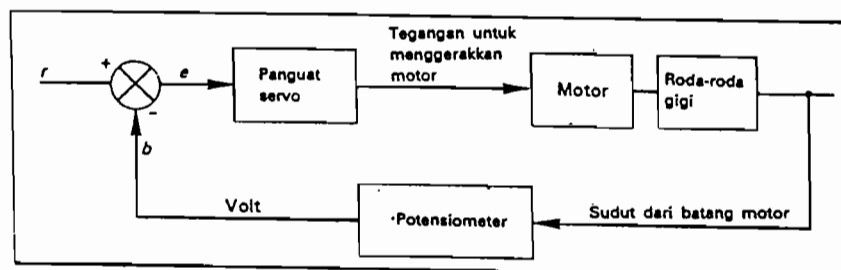 Tegangan untuk
menggerakkan
motor
r
+
e
Panguat
servo
Motor
Roda-roda
gigi
-
b
Volt
·Potensiometer
Sudut dari batang motor